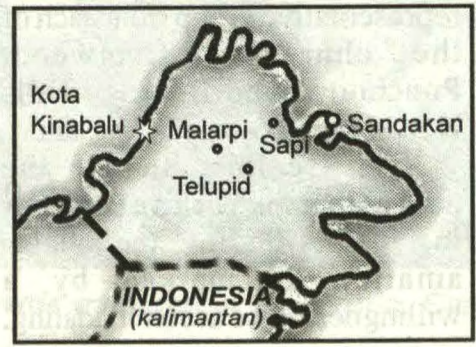 Kota
Kinabalu
Malarpi
Sapi
Sandakan
Telupid
INDONESIA
(kalimantan)